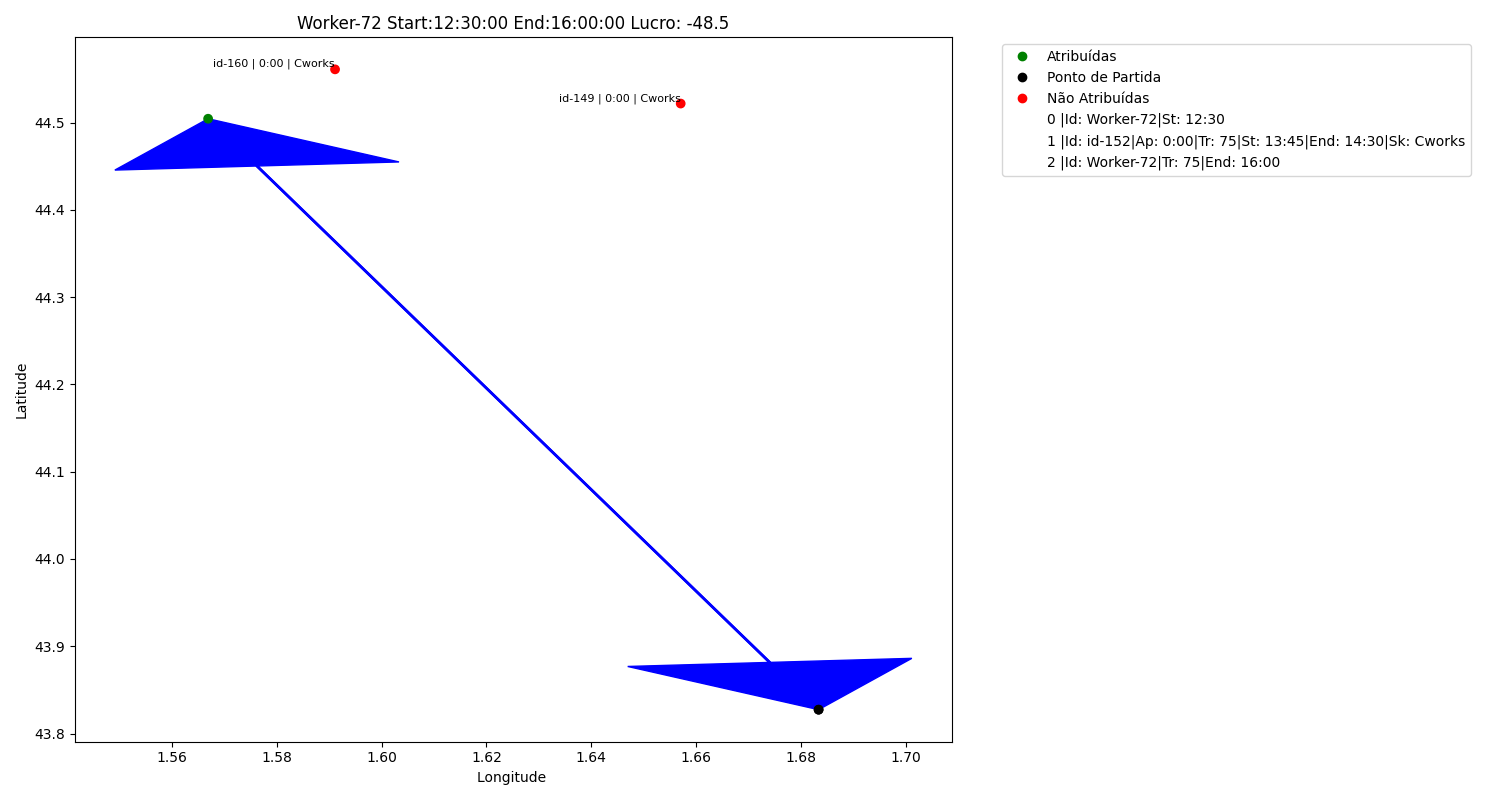 Worker-72 Start:12:30:00 End:16:00:00 Lucro: -48.5
id-160 | 0:00 | Cworks
id-149 | 0:00 | Cworks
44.5
44.4
44.3
44.2
44.1
44.0
43.9
43.8
Latitude
1.56 1.58 1.60 1.62 1.64 1.66 1.68 1.70
Longitude
Atribuídas
Ponto de Partida
Não Atribuídas
0 |Id: Worker-72|St: 12:30
1 |Id: id-152|Ap: 0:00|Tr: 75|St: 13:45|End: 14:30|Sk: Cworks
2 |Id: Worker-72|Tr: 75|End: 16:00